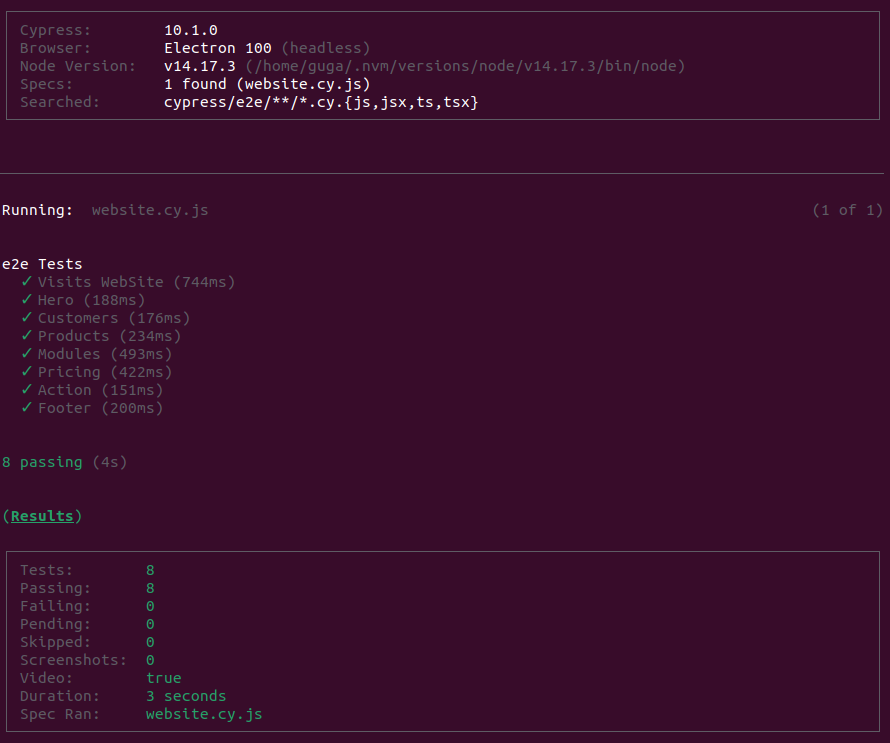 Cypress: 10.1.0
Browser: Electron 100 (headless)
Node Version: v14.17.3 (/home/guga/.nvm/versions/node/v14.17.3/bin/node)
Specs: 1 found (website.cy.js)
Searched: cypress/e2e/**/*.cy.{js,jsx,ts,tsx}
Running: website.cy.js (1 of 1)
e2e Tests
✓ Visits WebSite (744ms)
✓ Hero (188ms)
✓ Customers (176ms)
✓ Products (234ms)
✓ Modules (493ms)
✓ Pricing (422ms)
✓ Action (151ms)
✓ Footer (200ms)
8 passing (4s)
(Results)
Tests: 8
Passing: 8
Failing: 0
Pending: 0
Skipped: 0
Screenshots: 0
Video: true
Duration: 3 seconds
Spec Ran: website.cy.js